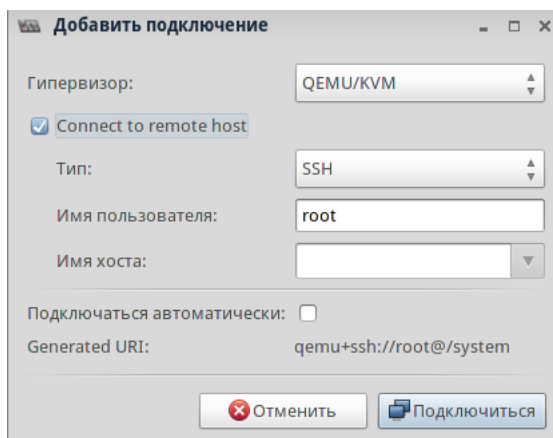 Добавить подключение
Гипервизор: QEMU/KVM
Connect to remote host
Тип: SSH
Имя пользователя: root
Имя хоста:
Подключаться автоматически:
Generated URI: qemu+ssh://root@/system
Отменить Подключиться